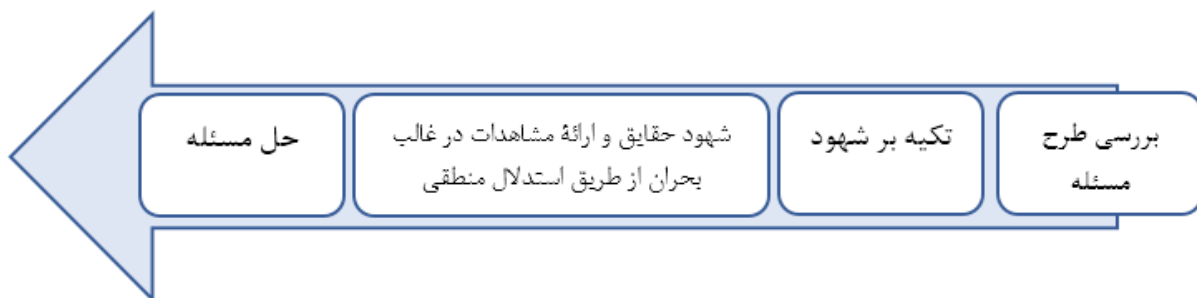 بررسی طرح
مسئله
تکیه بر شهود
شهود حقایق و ارائهٔ مشاهدات در غالب
بحران از طریق استدلال منطقی
حل مسئله